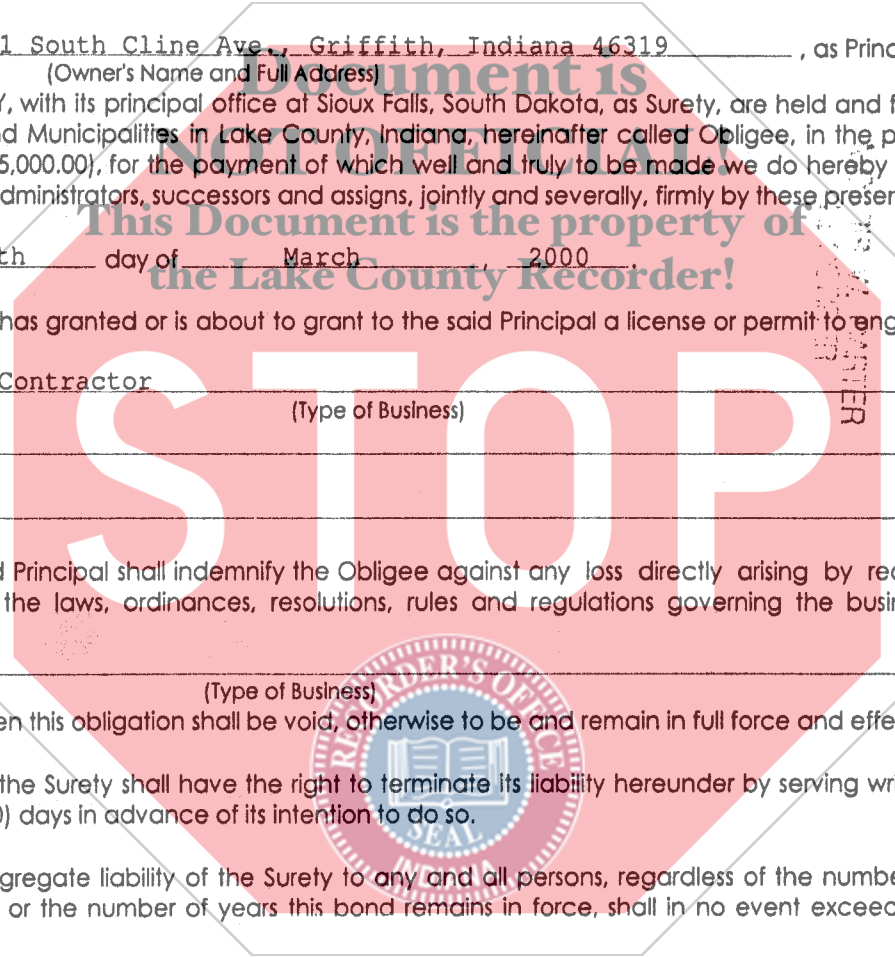 1 South Cline Ave., Griffith, Indiana 46319 , as Princ
(Owner's Name and Full Address)
Document is
Y, with its principal office at Sioux Falls, South Dakota, as Surety, are held and f
nd Municipalities in Lake County, Indiana, hereinafter called Obligee, in the p
NOT OFFICIAL!
5,000.00), for the payment of which well and truly to be made we do hereby
dministrators, successors and assigns, jointly and severally, firmly by these preser
This Document is the property of
th day of March , 2000 .
the Lake County Recorder!
has granted or is about to grant to the said Principal a license or permit to eng
STOP
Contractor
(Type of Business)
d Principal shall indemnify the Obligee against any loss directly arising by rea
the laws, ordinances, resolutions, rules and regulations governing the busi
(Type of Business)
en this obligation shall be void, otherwise to be and remain in full force and effe
RECORDER'S OFFICE
the Surety shall have the right to terminate its liability hereunder by serving wri
0) days in advance of its intention to do so.
SEAL
INDIANA
gregate liability of the Surety to any and all persons, regardless of the numbe
or the number of years this bond remains in force, shall in no event exceed